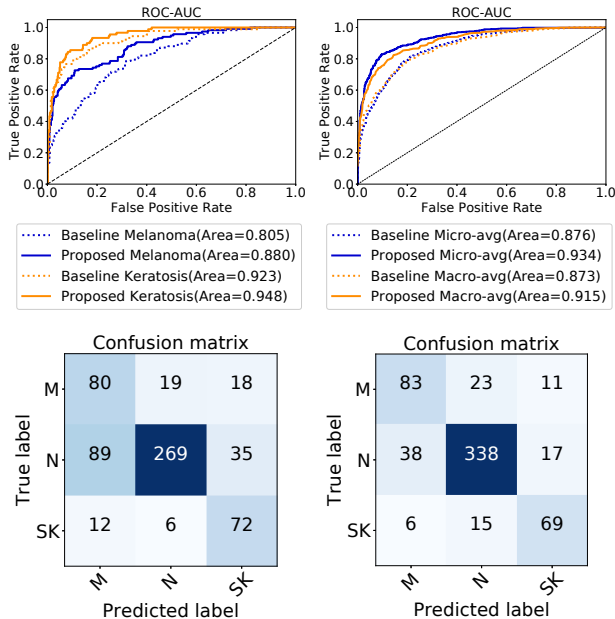 ROC-AUC
1.0
0.8
0.6
0.4
0.2
0.0
0.0 0.2 0.4 0.6 0.8 1.0
True Positive Rate
False Positive Rate
Baseline Melanoma(Area=0.805)
Proposed Melanoma(Area=0.880)
Baseline Keratosis(Area=0.923)
Proposed Keratosis(Area=0.948)
ROC-AUC
1.0
0.8
0.6
0.4
0.2
0.0
0.0 0.2 0.4 0.6 0.8 1.0
True Positive Rate
False Positive Rate
Baseline Micro-avg(Area=0.876)
Proposed Micro-avg(Area=0.934)
Baseline Macro-avg(Area=0.873)
Proposed Macro-avg(Area=0.915)
Confusion matrix
True label
M 80 19 18
N 89 269 35
SK 12 6 72
M N SK
Predicted label
Confusion matrix
True label
M 83 23 11
N 38 338 17
SK 6 15 69
M N SK
Predicted label